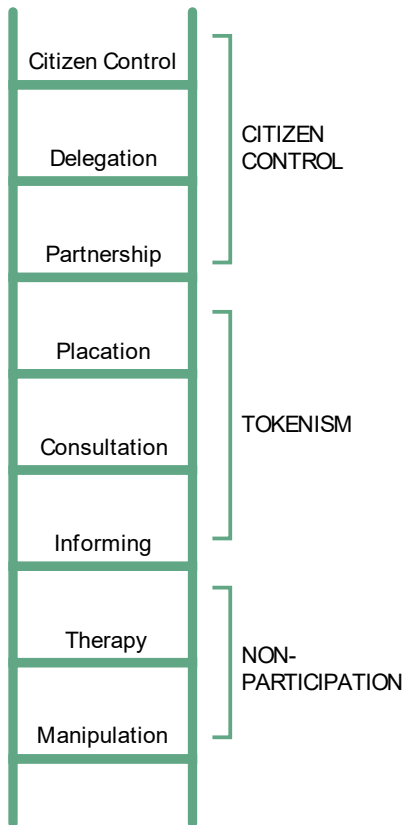 Citizen Control
Delegation
Partnership
Placation
Consultation
Informing
Therapy
Manipulation
CITIZEN
CONTROL
TOKENISM
NON-
PARTICIPATION